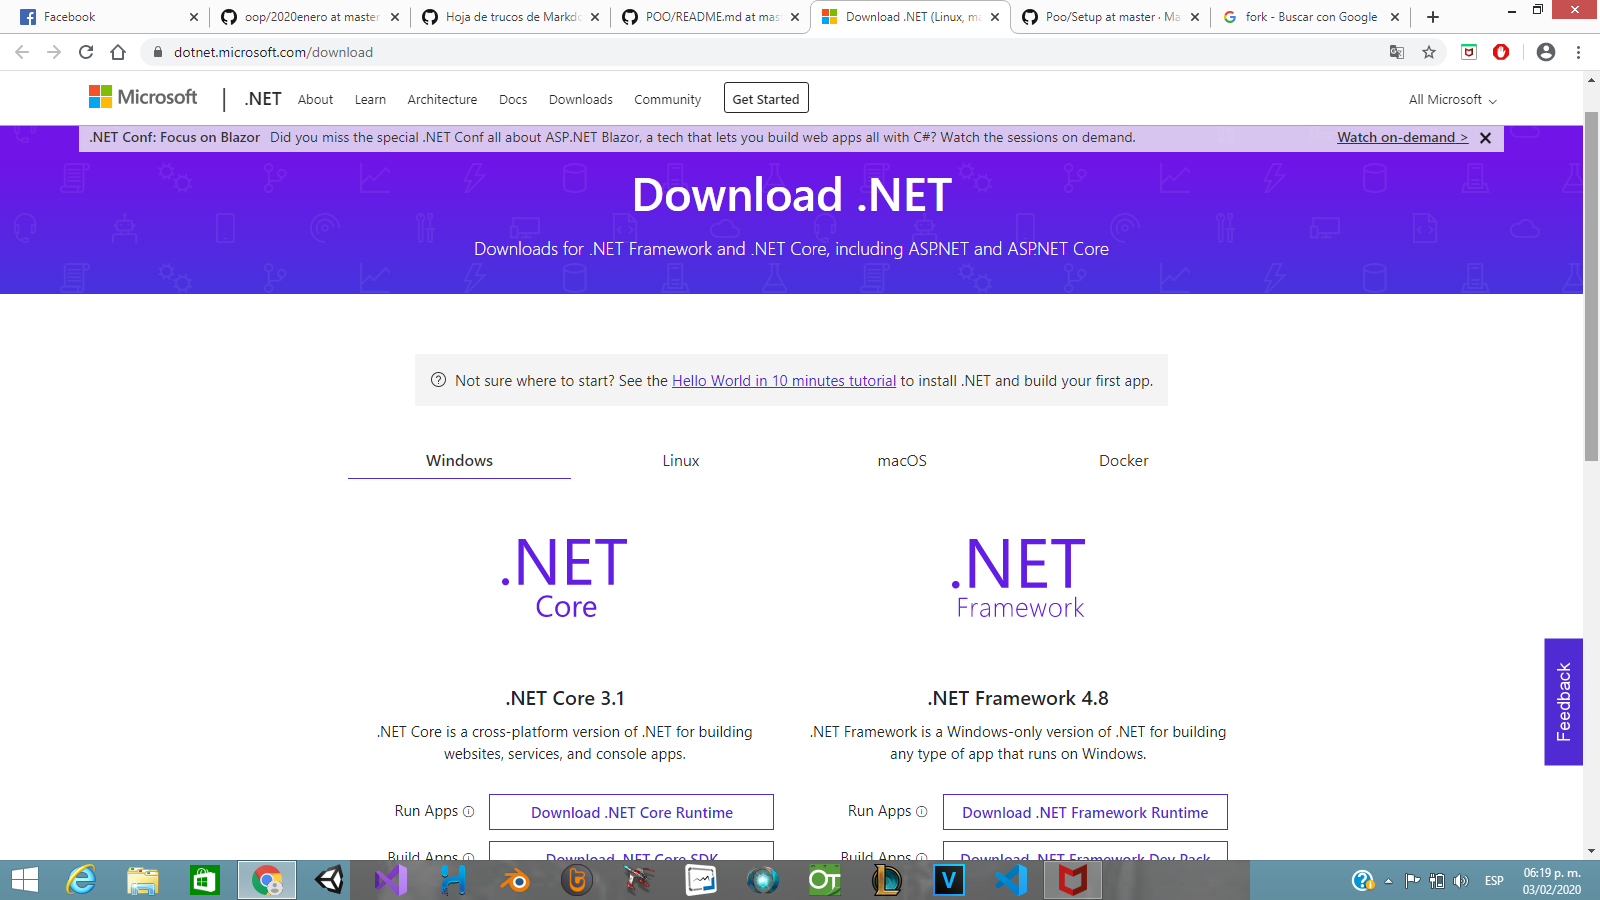 Facebook
oop/2020enero at master
Hoja de trucos de Markdo
POO/README.md at mas
Download .NET (Linux, ma
Poo/Setup at master · Ma
fork - Buscar con Google
dotnet.microsoft.com/download
Microsoft
.NET
About
Learn
Architecture
Docs
Downloads
Community
Get Started
All Microsoft
.NET Conf: Focus on Blazor Did you miss the special .NET Conf all about ASP.NET Blazor, a tech that lets you build web apps all with C#? Watch the sessions on demand.
Watch on-demand >
Download .NET
Downloads for .NET Framework and .NET Core, including ASP.NET and ASP.NET Core
Not sure where to start? See the Hello World in 10 minutes tutorial to install .NET and build your first app.
Windows
Linux
macOS
Docker
.NET
Core
.NET
Framework
.NET Core 3.1
.NET Core is a cross-platform version of .NET for building
websites, services, and console apps.
Run Apps
Download .NET Core Runtime
Build Apps
Download .NET Core SDK
.NET Framework 4.8
.NET Framework is a Windows-only version of .NET for building
any type of app that runs on Windows.
Run Apps
Download .NET Framework Runtime
Build Apps
Download .NET Framework Dev Pack
Feedback
ESP
06:19 p. m.
03/02/2020